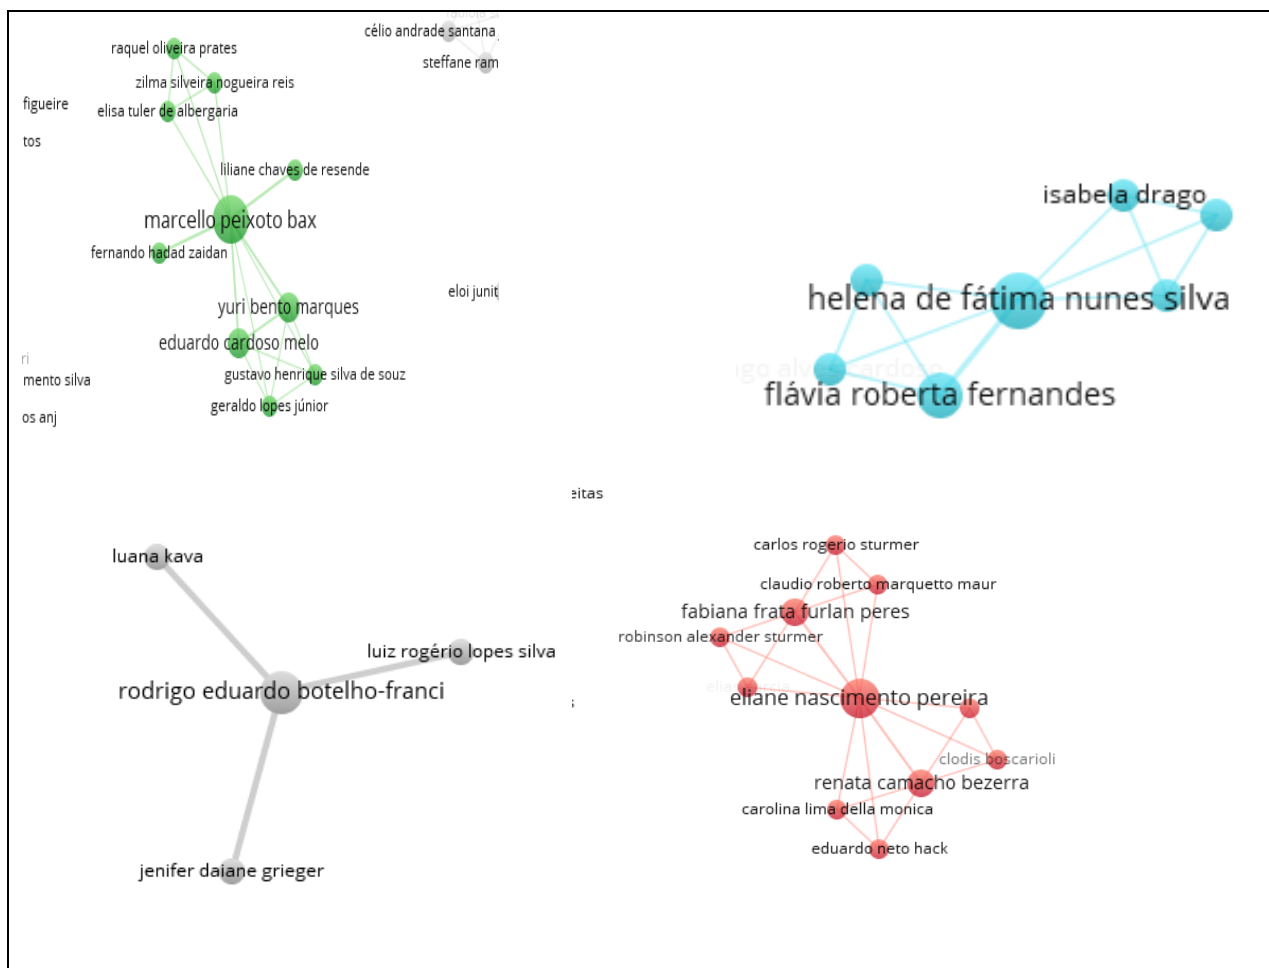 célio andrade santana
steffane ram
raquel oliveira prates
zilma silveira nogueira reis
elisa tuler de albergaria
figueire
tos
liliane chaves de resende
marcello peixoto bax
fernando hadad zaidan
yuri bento marques
eduardo cardoso melo
gustavo henrique silva de souz
geraldo lopes júnior
eloi junit
ri
mento silva
os anj
isabela drago
helena de fátima nunes silva
igo alves cardoso
flávia roberta fernandes
luana kava
luiz rogério lopes silva
rodrigo eduardo botelho-franci
jenifer daiane grieger
eitas
carlos rogerio sturmer
claudio roberto marquetto maur
fabiana frata furlan peres
robinson alexander sturmer
s
eliane nascimento pereira
clodis boscarioli
renata camacho bezerra
carolina lima della monica
eduardo neto hack